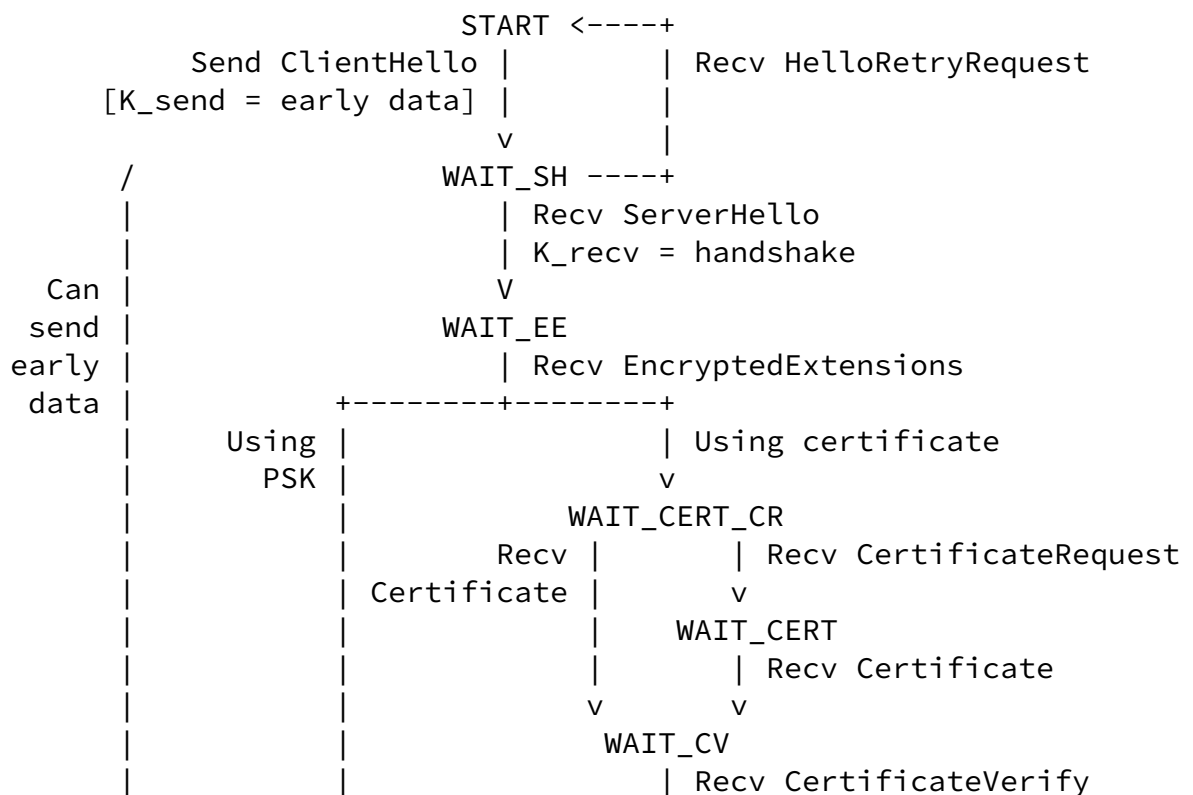 START <----+
Send ClientHello | | Recv HelloRetryRequest
[K_send = early data] | |
v |
/ WAIT_SH ----+
| | Recv ServerHello
| | K_recv = handshake
Can | V
send | WAIT_EE
early | | Recv EncryptedExtensions
data | +--------+--------+
| Using | | Using certificate
| PSK | v
| | WAIT_CERT_CR
| | Recv | | Recv CertificateRequest
| | Certificate | v
| | | WAIT_CERT
| | | | Recv Certificate
| | v v
| | WAIT_CV
| | | Recv CertificateVerify